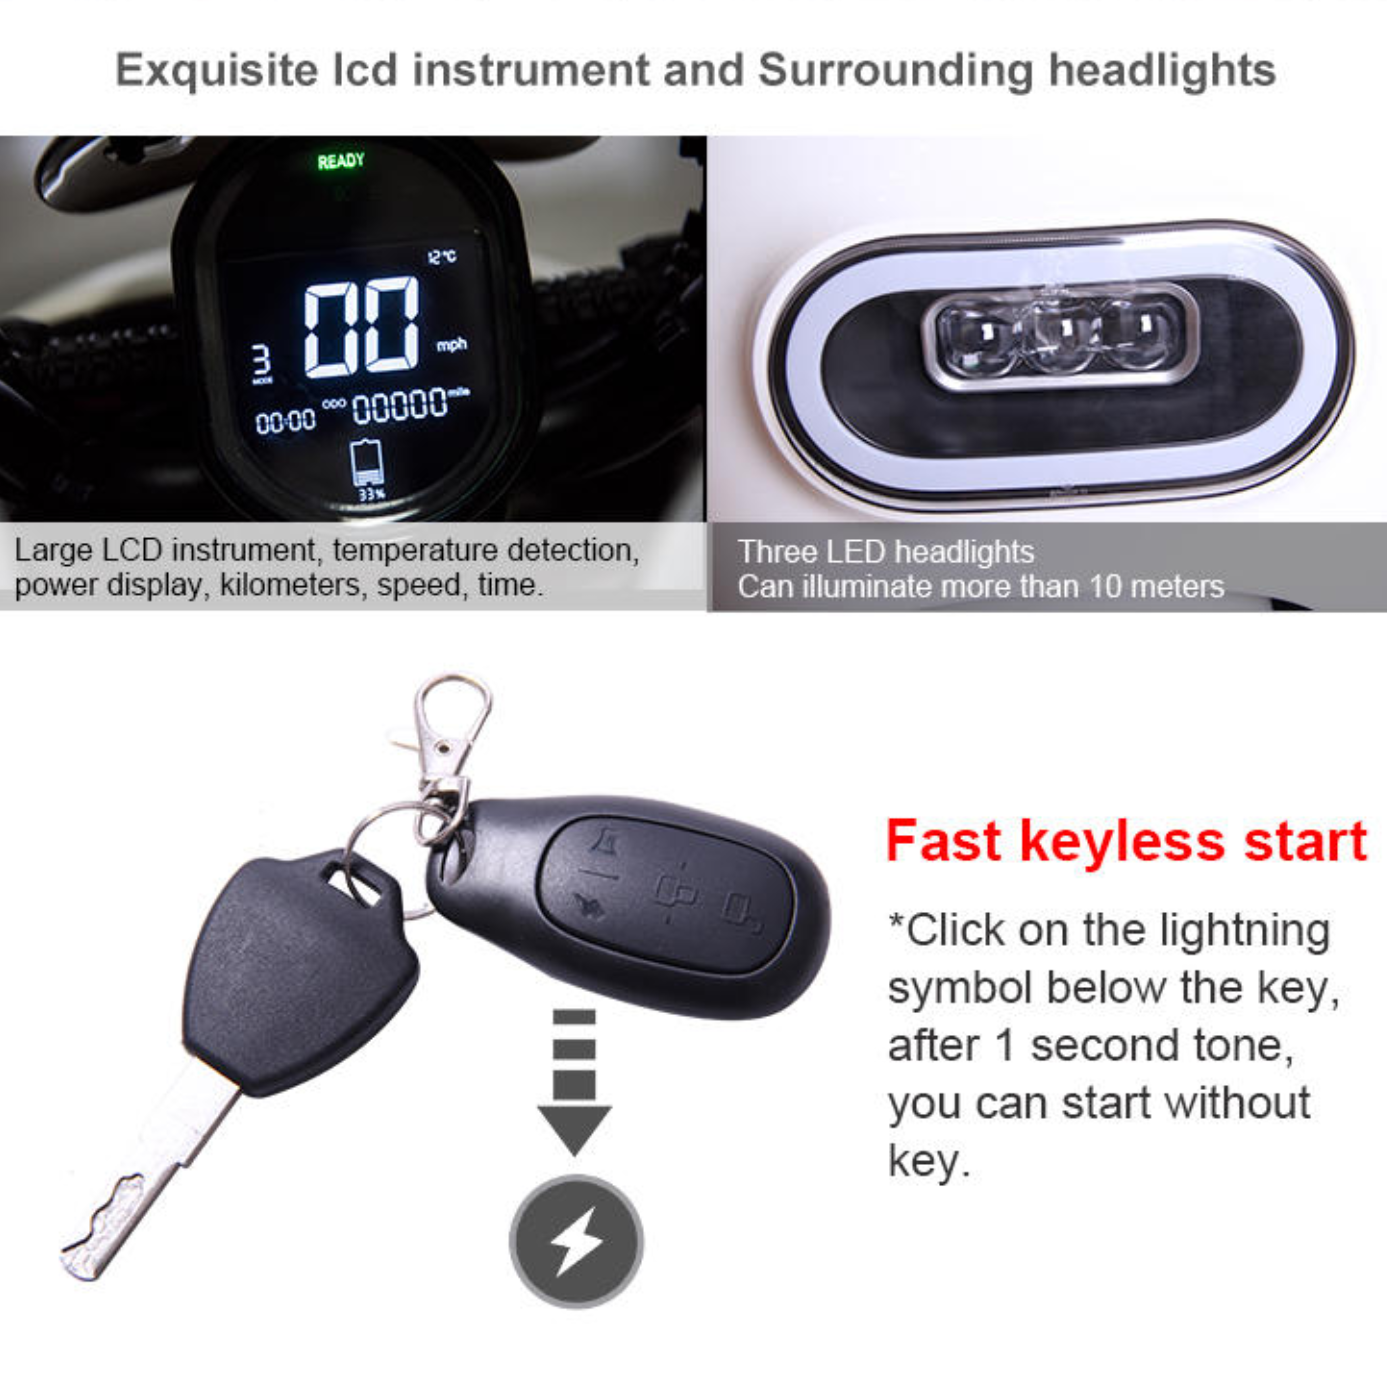 Exquisite lcd instrument and Surrounding headlights
READY
12°C
00
mph
3
MODE
00:00 ODO 00000 mile
33%
Large LCD instrument, temperature detection,
power display, kilometers, speed, time.
Three LED headlights
Can illuminate more than 10 meters
Fast keyless start
*Click on the lightning
symbol below the key,
after 1 second tone,
you can start without
key.